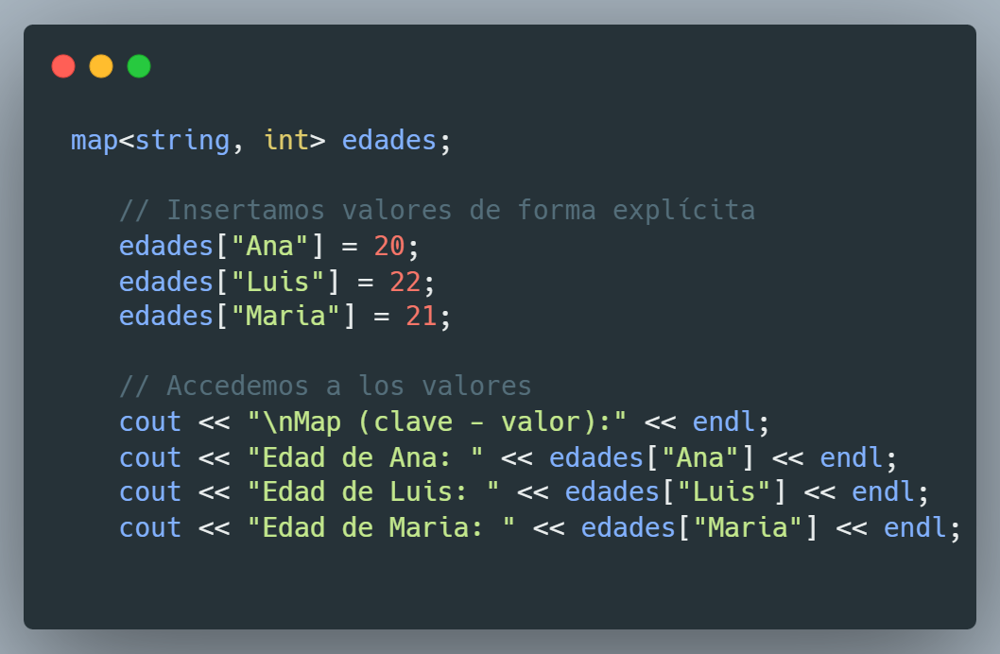 map<string, int> edades;
// Insertamos valores de forma explícita
edades["Ana"] = 20;
edades["Luis"] = 22;
edades["Maria"] = 21;
// Accedemos a los valores
cout << "\nMap (clave - valor):" << endl;
cout << "Edad de Ana: " << edades["Ana"] << endl;
cout << "Edad de Luis: " << edades["Luis"] << endl;
cout << "Edad de Maria: " << edades["Maria"] << endl;